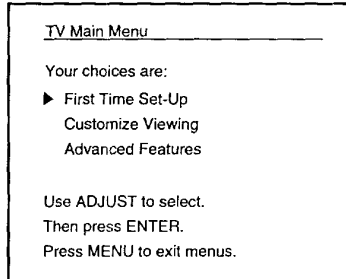 TV Main Menu
Your choices are:
First Time Set-Up
Customize Viewing
Advanced Features
Use ADJUST to select.
Then press ENTER.
Press MENU to exit menus.